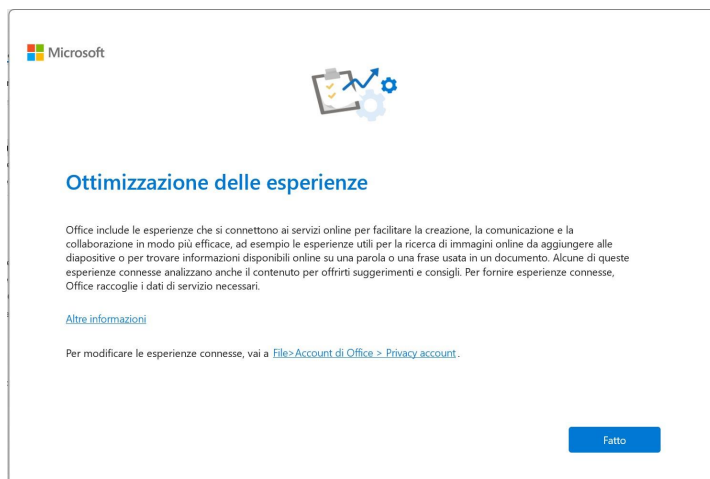 Microsoft
Ottimizzazione delle esperienze
Office include le esperienze che si connettono ai servizi online per facilitare la creazione, la comunicazione e la
collaborazione in modo più efficace, ad esempio le esperienze utili per la ricerca di immagini online da aggiungere alle
diapositive o per trovare informazioni disponibili online su una parola o una frase usata in un documento. Alcune di queste
esperienze connesse analizzano anche il contenuto per offrirti suggerimenti e consigli. Per fornire esperienze connesse,
Office raccoglie i dati di servizio necessari.
Altre informazioni
Per modificare le esperienze connesse, vai a File>Account di Office > Privacy account.
Fatto